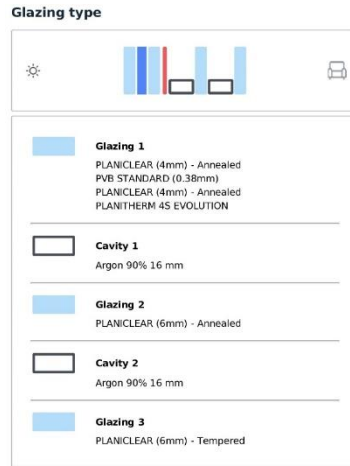 Glazing type
Glazing 1
PLANICLEAR (4mm) - Annealed
PVB STANDARD (0.38mm)
PLANICLEAR (4mm) - Annealed
PLANITHERM 4S EVOLUTION
Cavity 1
Argon 90% 16 mm
Glazing 2
PLANICLEAR (6mm) - Annealed
Cavity 2
Argon 90% 16 mm
Glazing 3
PLANICLEAR (6mm) - Tempered